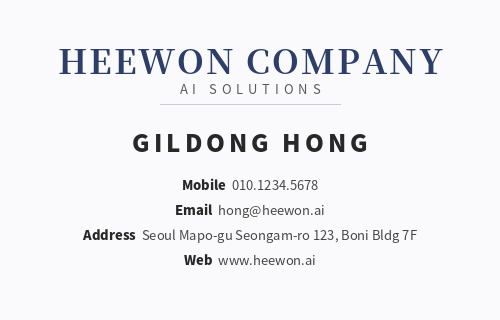 HEEWON COMPANY
AI SOLUTIONS
GILDONG HONG
Mobile 010.1234.5678
Email hong@heewon.ai
Address Seoul Mapo-gu Seongam-ro 123, Boni Bldg 7F
Web www.heewon.ai